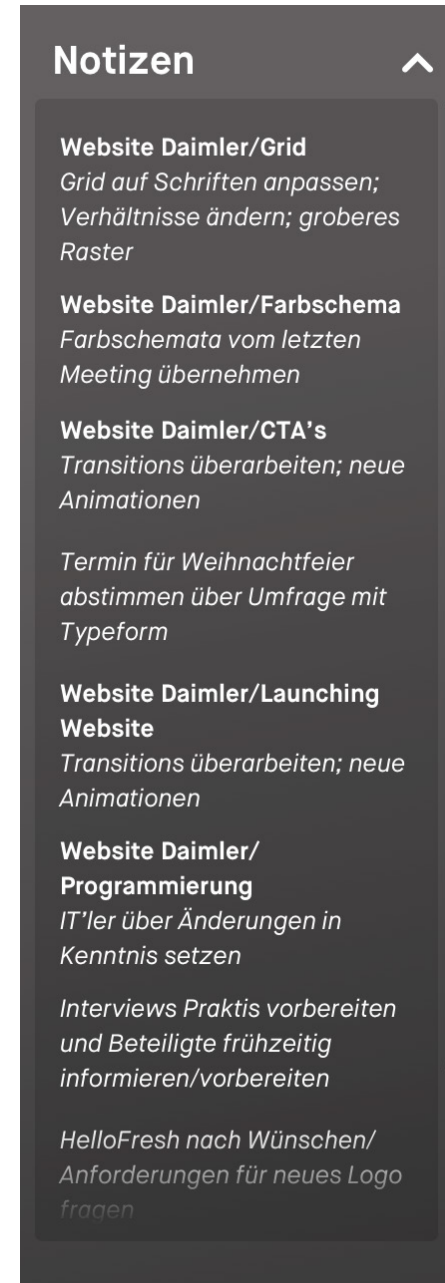 Notizen
Website Daimler/Grid
Grid auf Schriften anpassen;
Verhältnisse ändern; groberes
Raster
Website Daimler/Farbschema
Farbschemata vom letzten
Meeting übernehmen
Website Daimler/CTA's
Transitions überarbeiten; neue
Animationen
Termin für Weihnachtfeier
abstimmen über Umfrage mit
Typeform
Website Daimler/Launching
Website
Transitions überarbeiten; neue
Animationen
Website Daimler/
Programmierung
IT'ler über Änderungen in
Kenntnis setzen
Interviews Praktis vorbereiten
und Beteiligte frühzeitig
informieren/vorbereiten
HelloFresh nach Wünschen/
Anforderungen für neues Logo
fragen